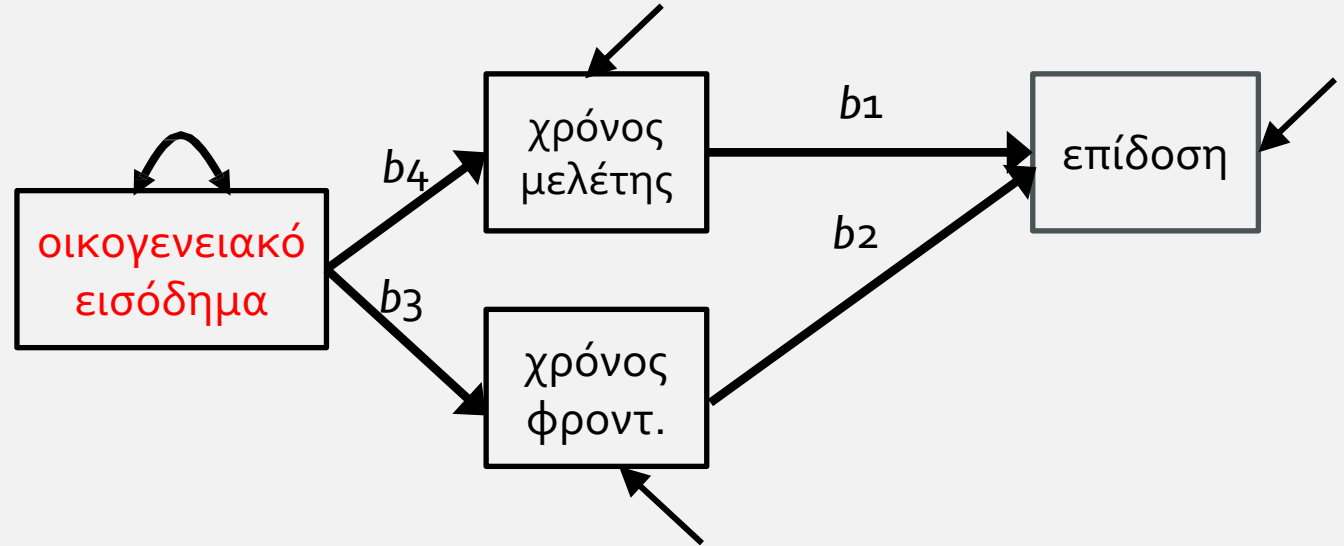 οικογενειακό
εισόδημα
b4
b3
χρόνος
μελέτης
χρόνος
φροντ.
b1
b2
επίδοση